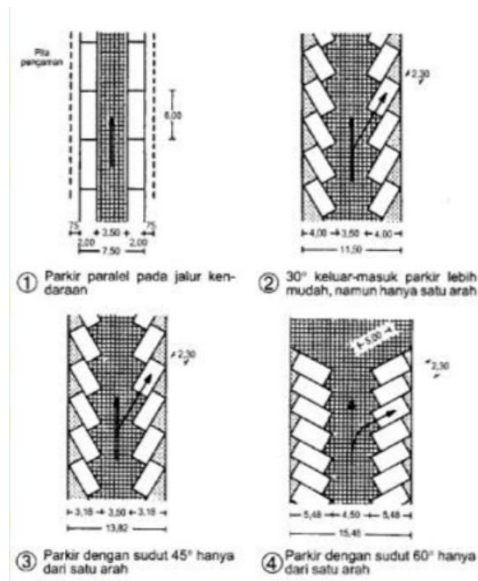 Pita
pengaman
6,00
75
3,50
75
2,00
2,00
7,50
① Parkir paralel pada jalur ken-
daraan
2,30
4,00 3,50 4,00
11,50
② 30° keluar-masuk parkir lebih
mudah, namun hanya satu arah
2,30
3,18 3,50 3,18
13,82
③ Parkir dengan sudut 45° hanya
dari satu arah
5,00
2,30
5,48 4,50 5,48
15,46
④ Parkir dengan sudut 60° hanya
dari satu arah